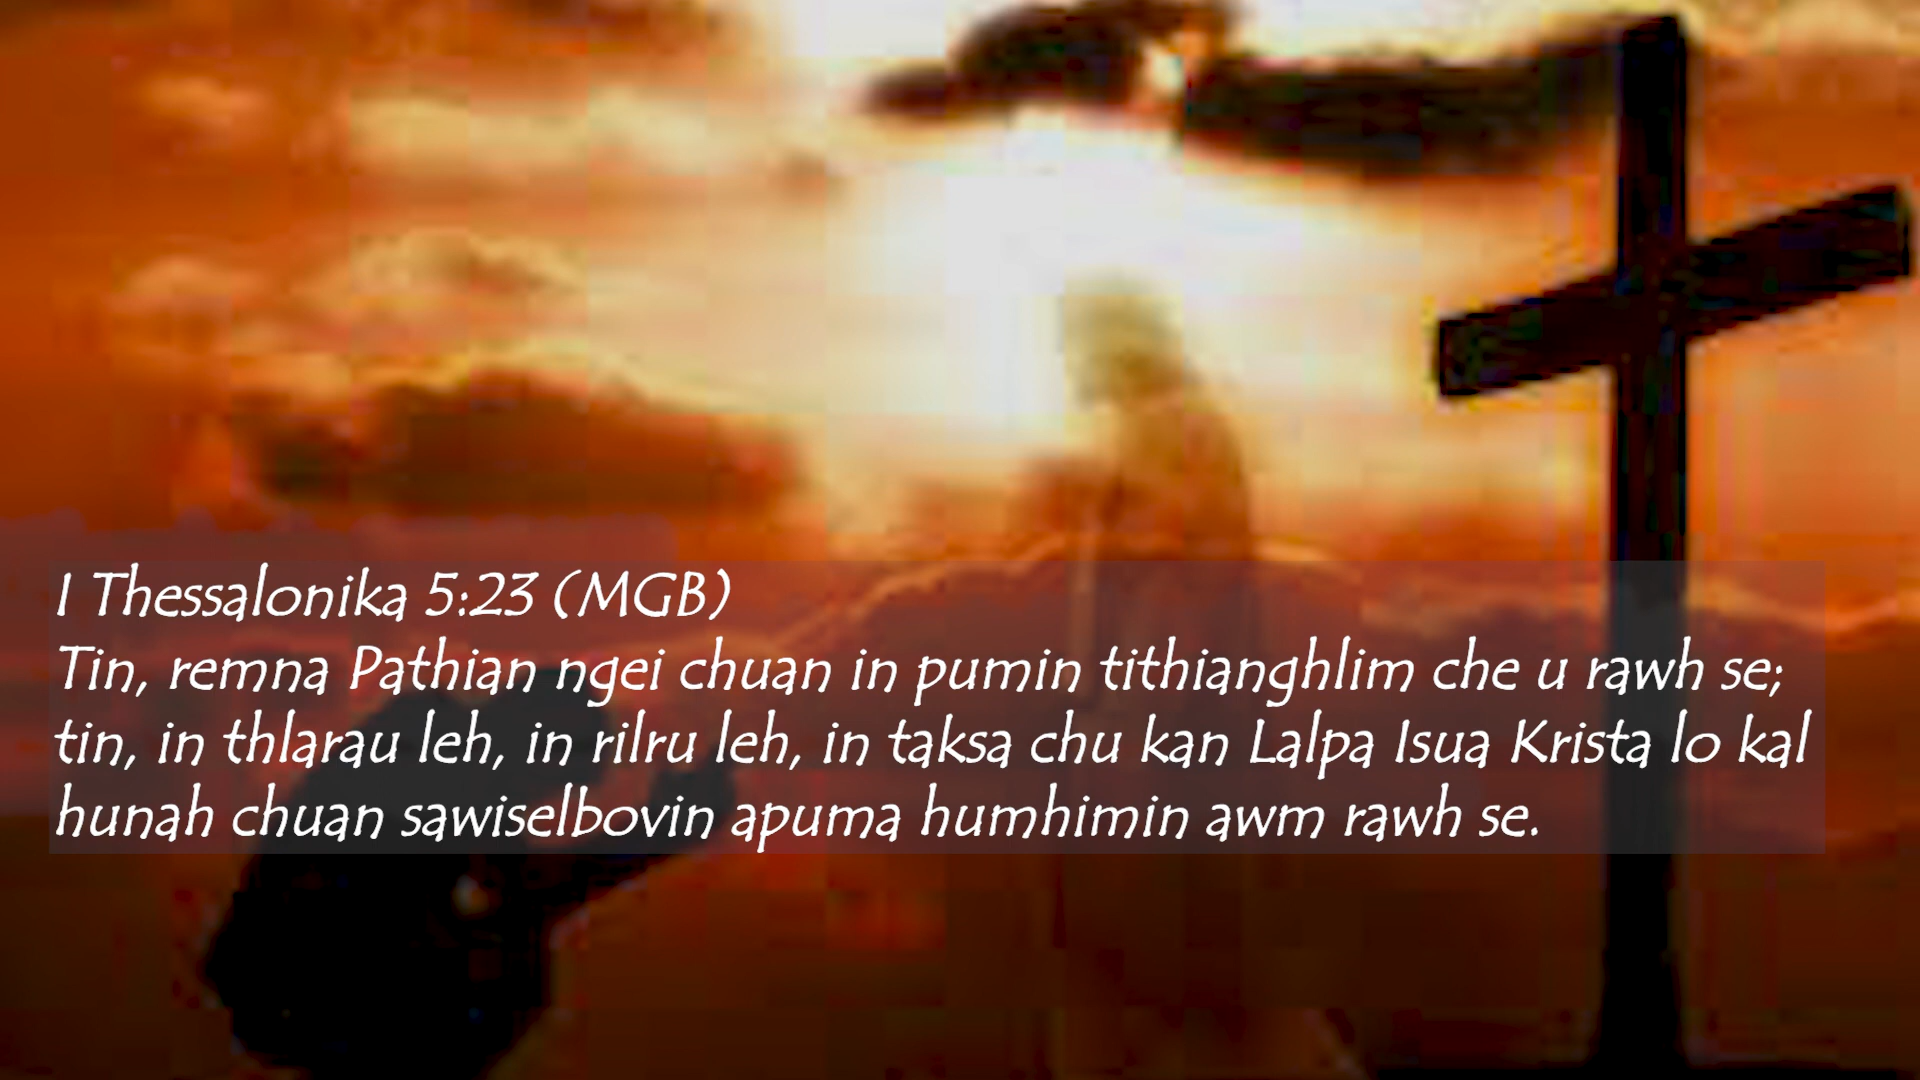 I Thessalonika 5:23 (MGB)
Tin, remna Pathian ngei chuan in pumin tithianghlim che u rawh se;
tin, in thlarau leh, in rilru leh, in taksa chu kan Lalpa Isua Krista lo kal
hunah chuan sawiselbovin apuma humhimin awm rawh se.